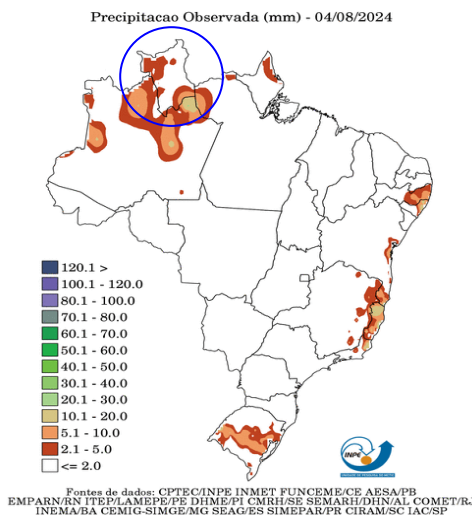 Precipitacao Observada (mm) - 04/08/2024
120.1 >
100.1 - 120.0
80.1 - 100.0
70.1 - 80.0
60.1 - 70.0
50.1 - 60.0
40.1 - 50.0
30.1 - 40.0
20.1 - 30.0
10.1 - 20.0
5.1 - 10.0
2.1 - 5.0
<= 2.0
INPE
Fontes de dados: CPTEC/INPE INMET FUNCEME/CE AESA/PB
EMPARN/RN ITEP/LAMEPE/PE DHME/PI CMRH/SE SEMARH/DHN/AL COMET/R.
INEMA/BA CEMIG-SIMGE/MG SEAG/ES SIMEPAR/PR CIRAM/SC IAC/SP